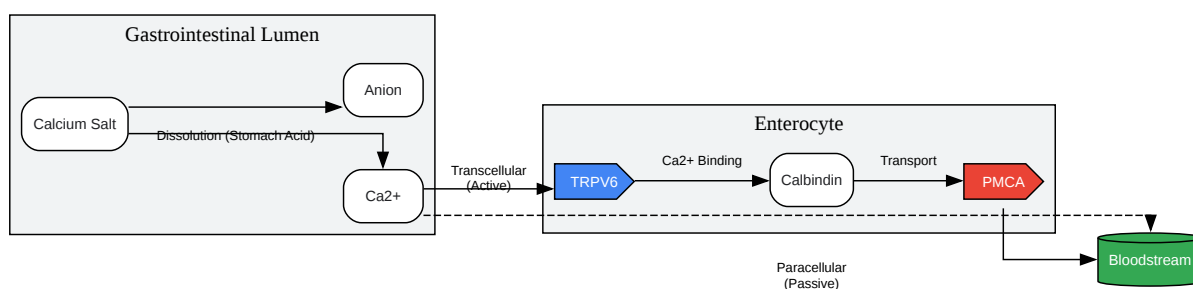 Gastrointestinal Lumen
Anion
Calcium Salt
Dissolution (Stomach Acid)
Ca2+
Transcellular
(Active)
Enterocyte
TRPV6
Ca2+ Binding
Calbindin
Transport
PMCA
Paracellular
(Passive)
Bloodstream